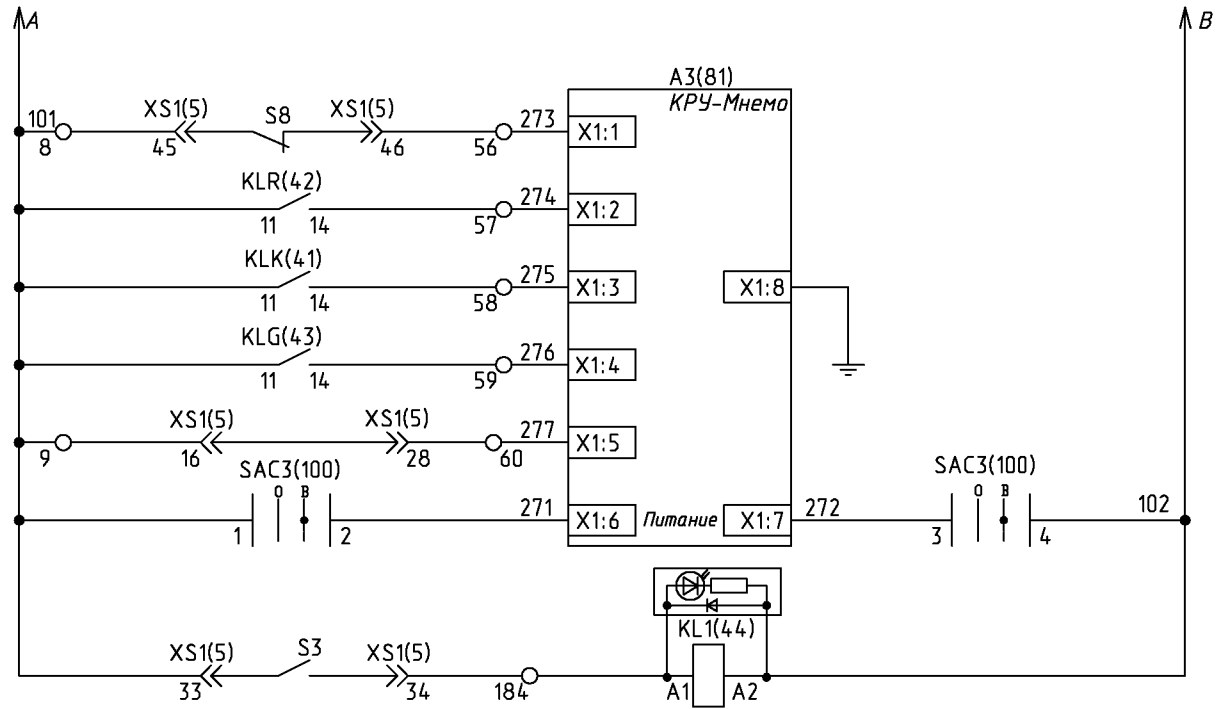 A
B
A3(81)
КРУ-Мнемо
101
8
XS1(5)
45
S8
XS1(5)
46
56
273
X1:1
KLR(42)
11
14
57
274
X1:2
KLK(41)
11
14
58
275
X1:3
X1:8
KLG(43)
11
14
59
276
X1:4
9
XS1(5)
16
XS1(5)
28
60
277
X1:5
SAC3(100)
О
В
1
2
271
X1:6
Питание
X1:7
272
SAC3(100)
О
В
3
4
102
KL1(44)
XS1(5)
33
S3
XS1(5)
34
184
A1
A2